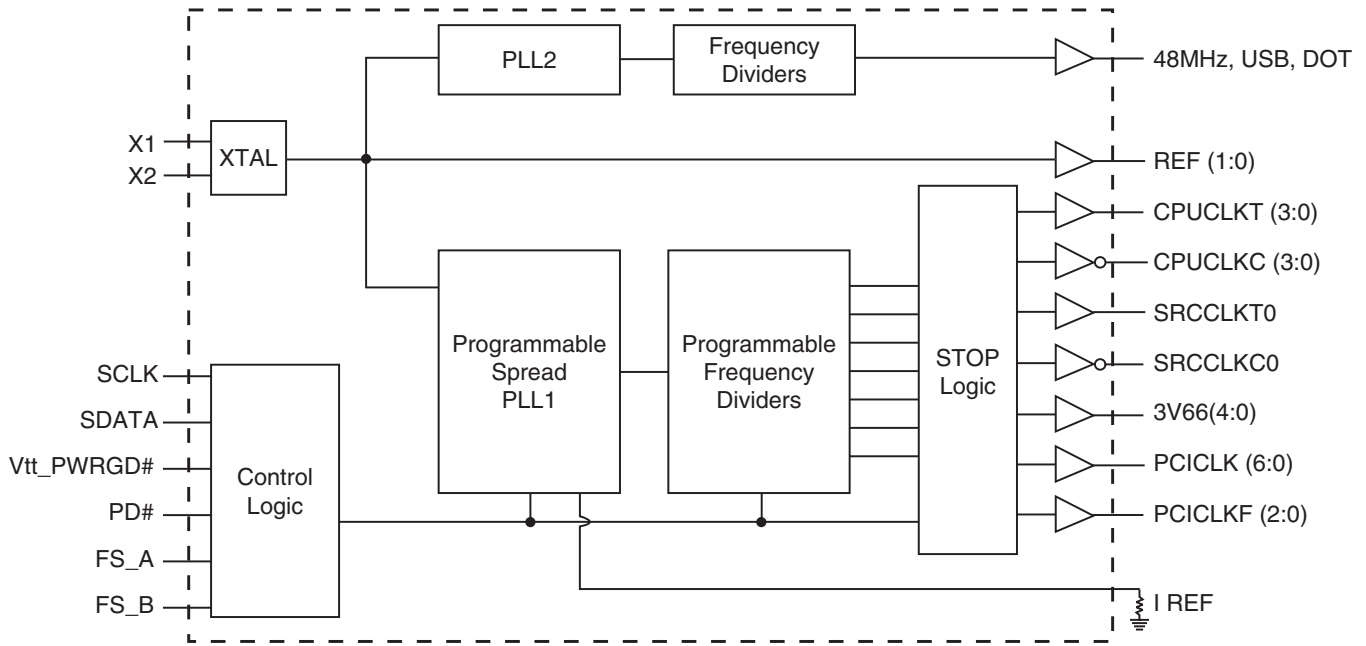 PLL2
Frequency
Dividers
48MHz, USB, DOT
X1
X2
XTAL
REF (1:0)
CPUCLKT (3:0)
CPUCLKC (3:0)
SRCCLKT0
SRCCLKC0
3V66(4:0)
PCICLK (6:0)
PCICLKF (2:0)
Programmable
Spread
PLL1
Programmable
Frequency
Dividers
STOP
Logic
SCLK
SDATA
Vtt_PWRGD#
PD#
FS_A
FS_B
Control
Logic
I REF